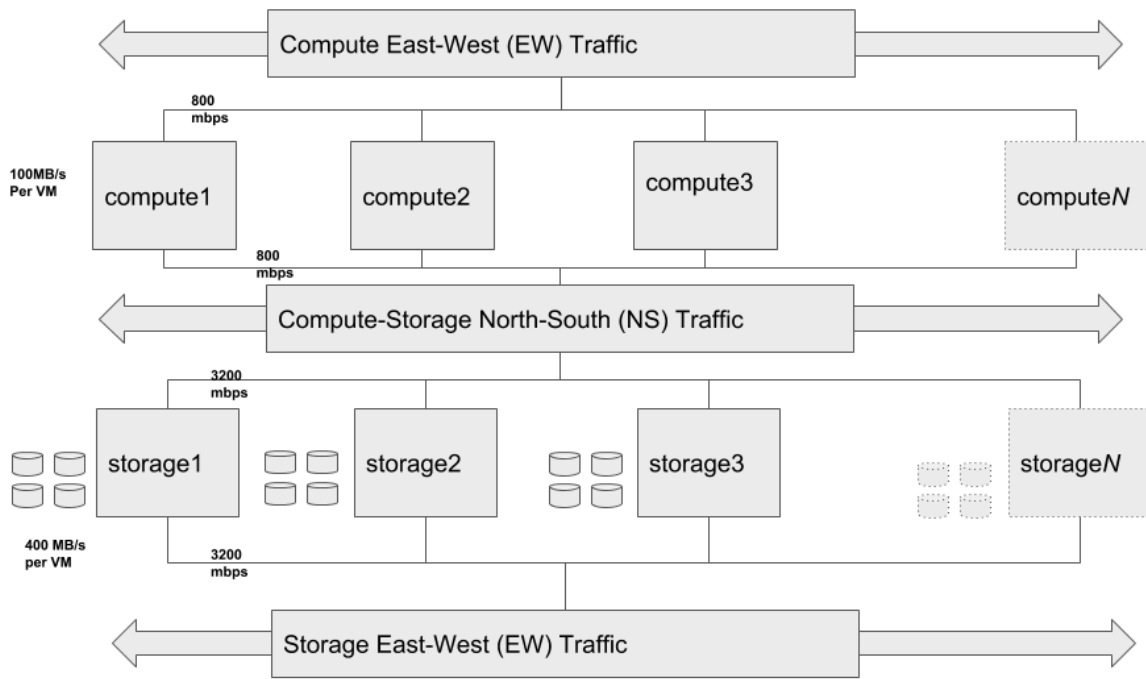 Compute East-West (EW) Traffic
800
mbps
100MB/s
Per VM
compute1
compute2
compute3
computeN
800
mbps
Compute-Storage North-South (NS) Traffic
3200
mbps
storage1
storage2
storage3
storageN
400 MB/s
per VM
3200
mbps
Storage East-West (EW) Traffic